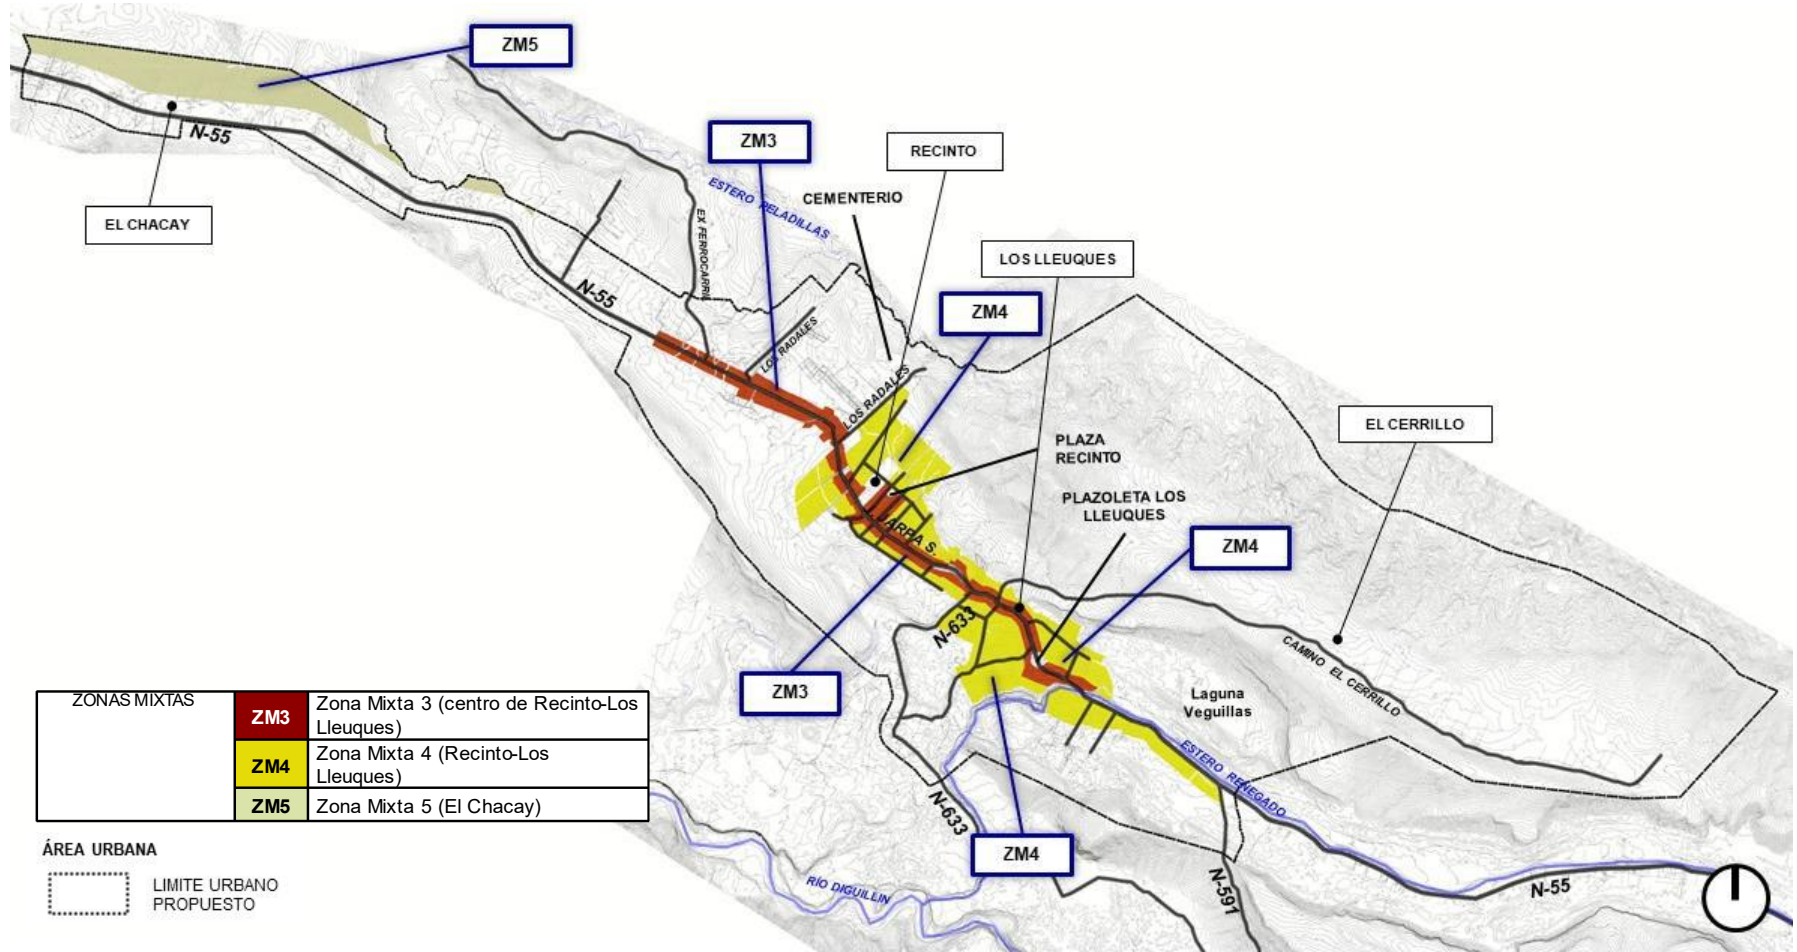 ZM5
N-55
EL CHACAY
ZM3
RECINTO
ESTERO PELADILLAS
CEMENTERIO
EX FERROCARRIL
LOS LLEUQUES
N-55
ZM4
LOS RADALES
LOS RADALES
EL CERRILLO
PLAZA
RECINTO
PLAZOLETA LOS
LLEUQUES
JARPA S.
ZM4
N-633
CAMINO EL CERRILLO
ZM3
Laguna
Veguillas
ESTERO RENEGADO
N-633
ZM4
RÍO DIGUILLIN
N-591
N-55
ZONAS MIXTAS
ZM3 Zona Mixta 3 (centro de Recinto-Los
Lleuques)
ZM4 Zona Mixta 4 (Recinto-Los
Lleuques)
ZM5 Zona Mixta 5 (El Chacay)
ÁREA URBANA
LIMITE URBANO
PROPUESTO